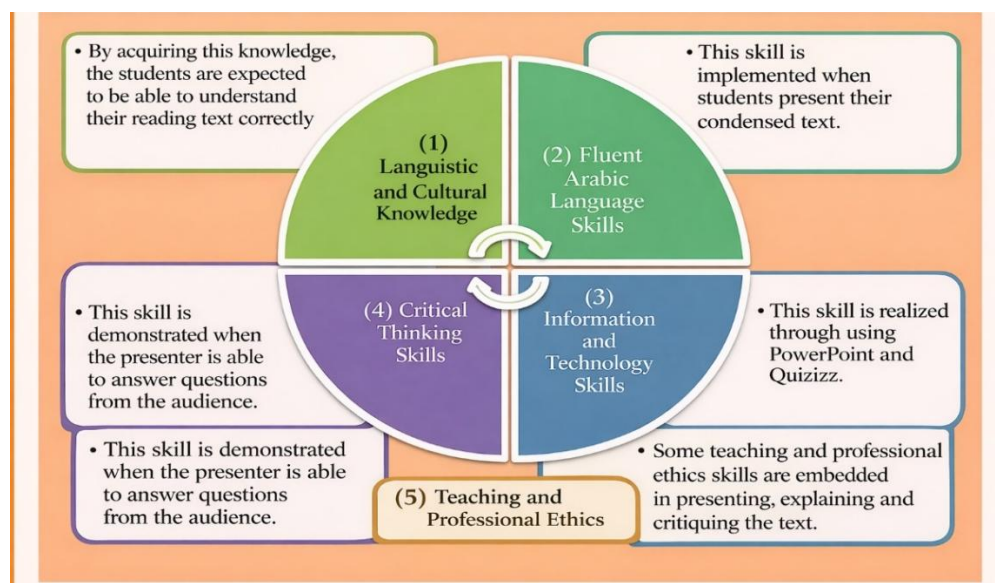 • By acquiring this knowledge,
the students are expected
to be able to understand
their reading text correctly
• This skill is
implemented when
students present their
condensed text.
(1)
Languistic
and Cultural
Knowledge
(2) Fluent
Arabic
Language
Skills
(4) Critical
Thinking
Skills
(3)
Information
and
Technology
Skills
• This skill is
demonstrated when
the presenter is able
to answer questions
from the audience.
• This skill is realized
through using
PowerPoint and
Quizizz.
• This skill is demonstrated
when the presenter is able
to answer questions
from the audience.
(5) Teaching and
Professional Ethics
• Some teaching and professional
ethics skills are embedded
in presenting, explaining and
critiquing the text.